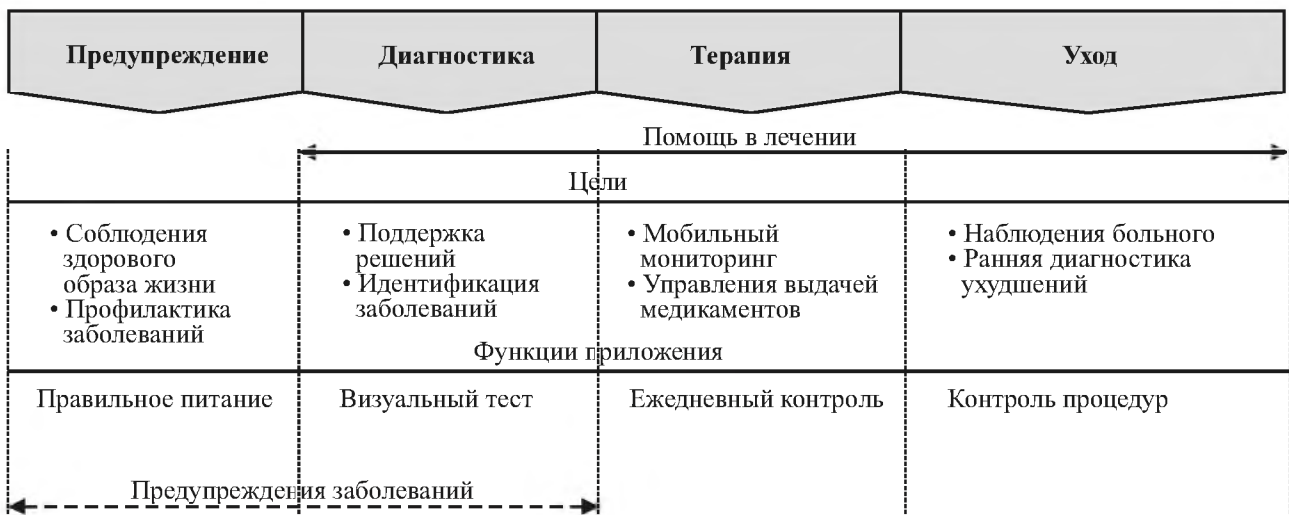 Предупреждение
Диагностика
Терапия
Уход
Помощь в лечении
Цели
• Соблюдения
здорового
образа жизни
• Профилактика
заболеваний
• Поддержка
решений
• Идентификация
заболеваний
• Мобильный
мониторинг
• Управления выдачей
медикаментов
• Наблюдения больного
• Ранняя диагностика
ухудшений
Функции приложения
Правильное питание
Визуальный тест
Ежедневный контроль
Контроль процедур
Предупреждения заболеваний